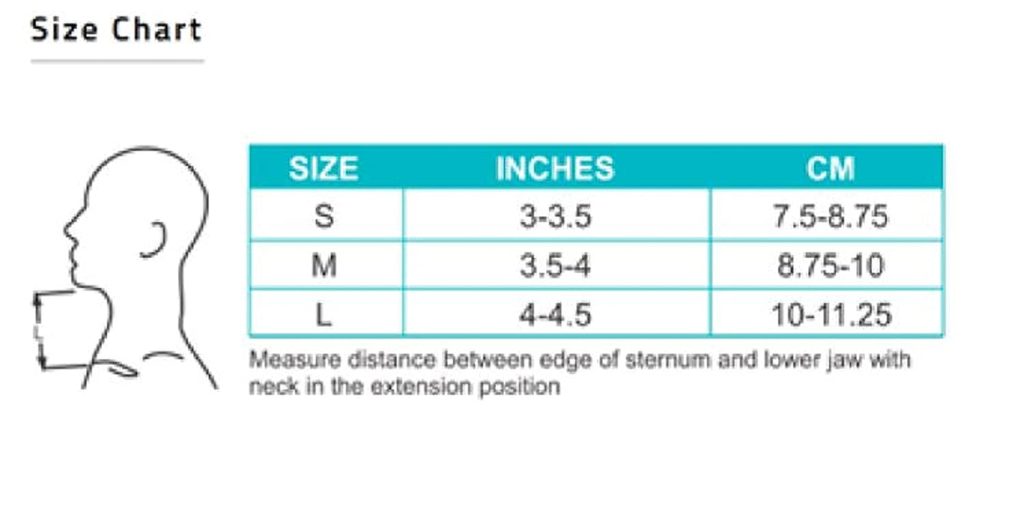 Size Chart
SIZE INCHES CM
S 3-3.5 7.5-8.75
M 3.5-4 8.75-10
L 4-4.5 10-11.25
Measure distance between edge of sternum and lower jaw with
neck in the extension position